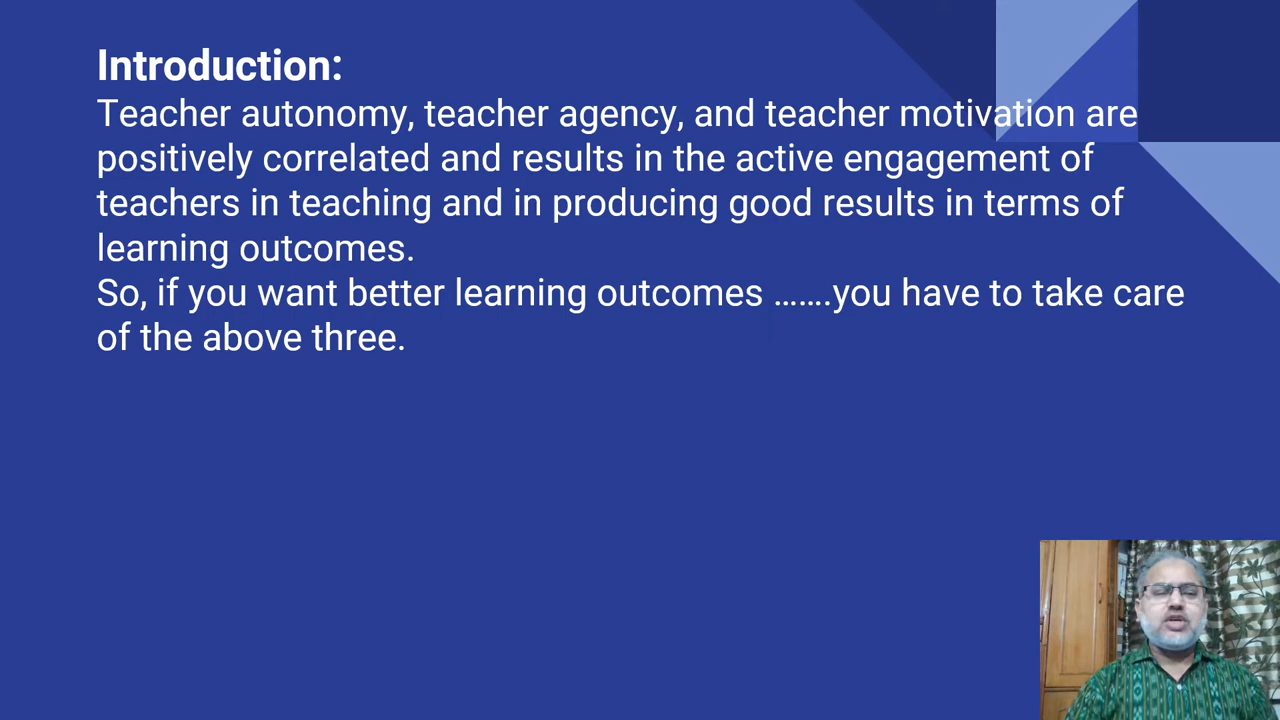 Introduction:
Teacher autonomy, teacher agency, and teacher motivation are
positively correlated and results in the active engagement of
teachers in teaching and in producing good results in terms of
learning outcomes.
So, if you want better learning outcomes …….you have to take care
of the above three.